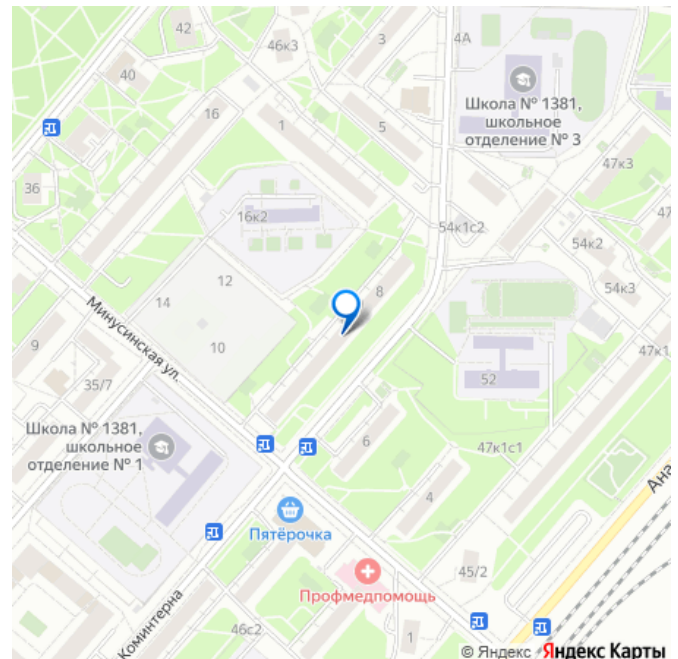 42
46к3
3
4А
40
Школа № 1381,
школьное
отделение № 3
16
1
5
47к3
36
16к2
47
54к1с2
54к2
12
54к3
8
14
Минусинская ул.
10
9
47к1
35/7
52
Школа № 1381,
школьное
отделение № 1
6
47к1с1
Ана
4
Пятёрочка
45/2
Профмедпомощь
Коминтерна
46с2
1
© Яндекс Яндекс Карты